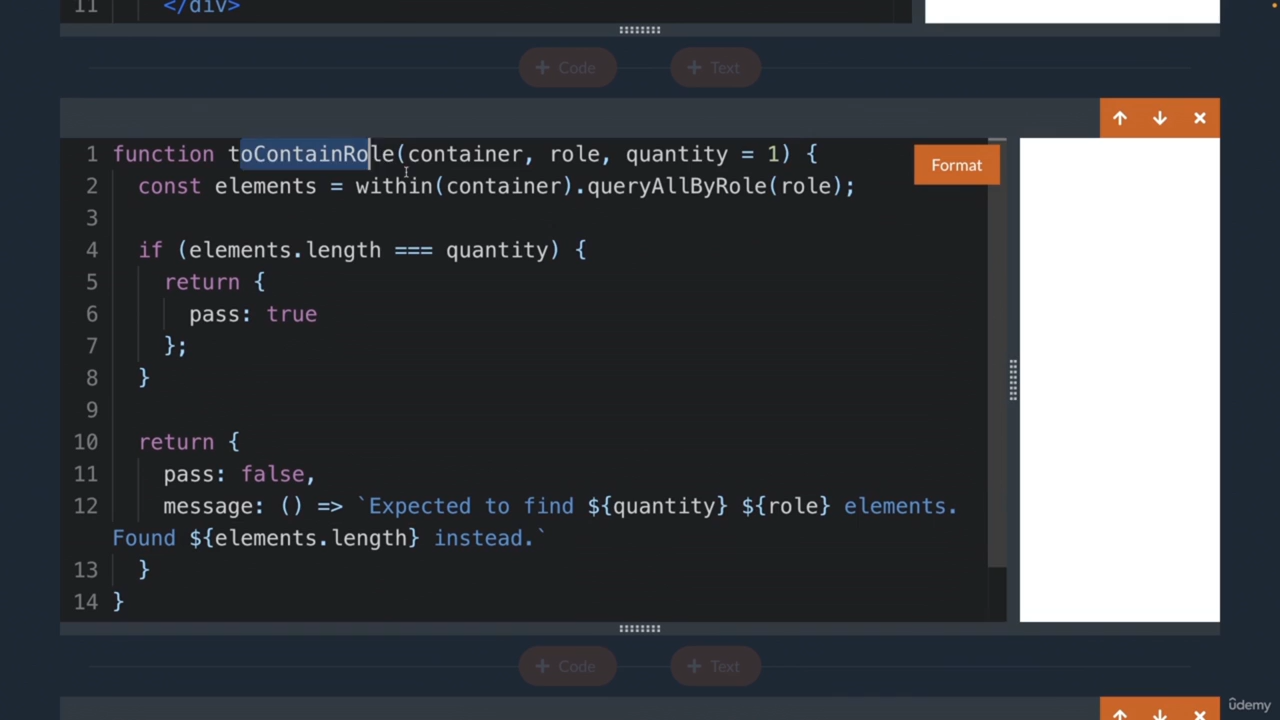 11 </div>
+ Code + Text
1 function toContainRole(container, role, quantity = 1) {
Format
2 const elements = within(container).queryAllByRole(role);
3
4 if (elements.length === quantity) {
5 return {
6 pass: true
7 };
8 }
9
10 return {
11 pass: false,
12 message: () => `Expected to find ${quantity} ${role} elements.
Found ${elements.length} instead.`
13 }
14 }
+ Code + Text
ûdemy